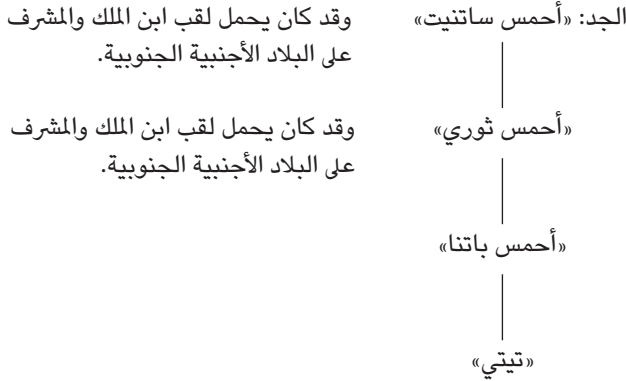 الجد: «أحمس ساتنيت» وقد كان يحمل لقب ابن الملك والمشرف
على البلاد الأجنبية الجنوبية.
«أحمس ثوري» وقد كان يحمل لقب ابن الملك والمشرف
على البلاد الأجنبية الجنوبية.
«أحمس باتنا»
«تيتي»